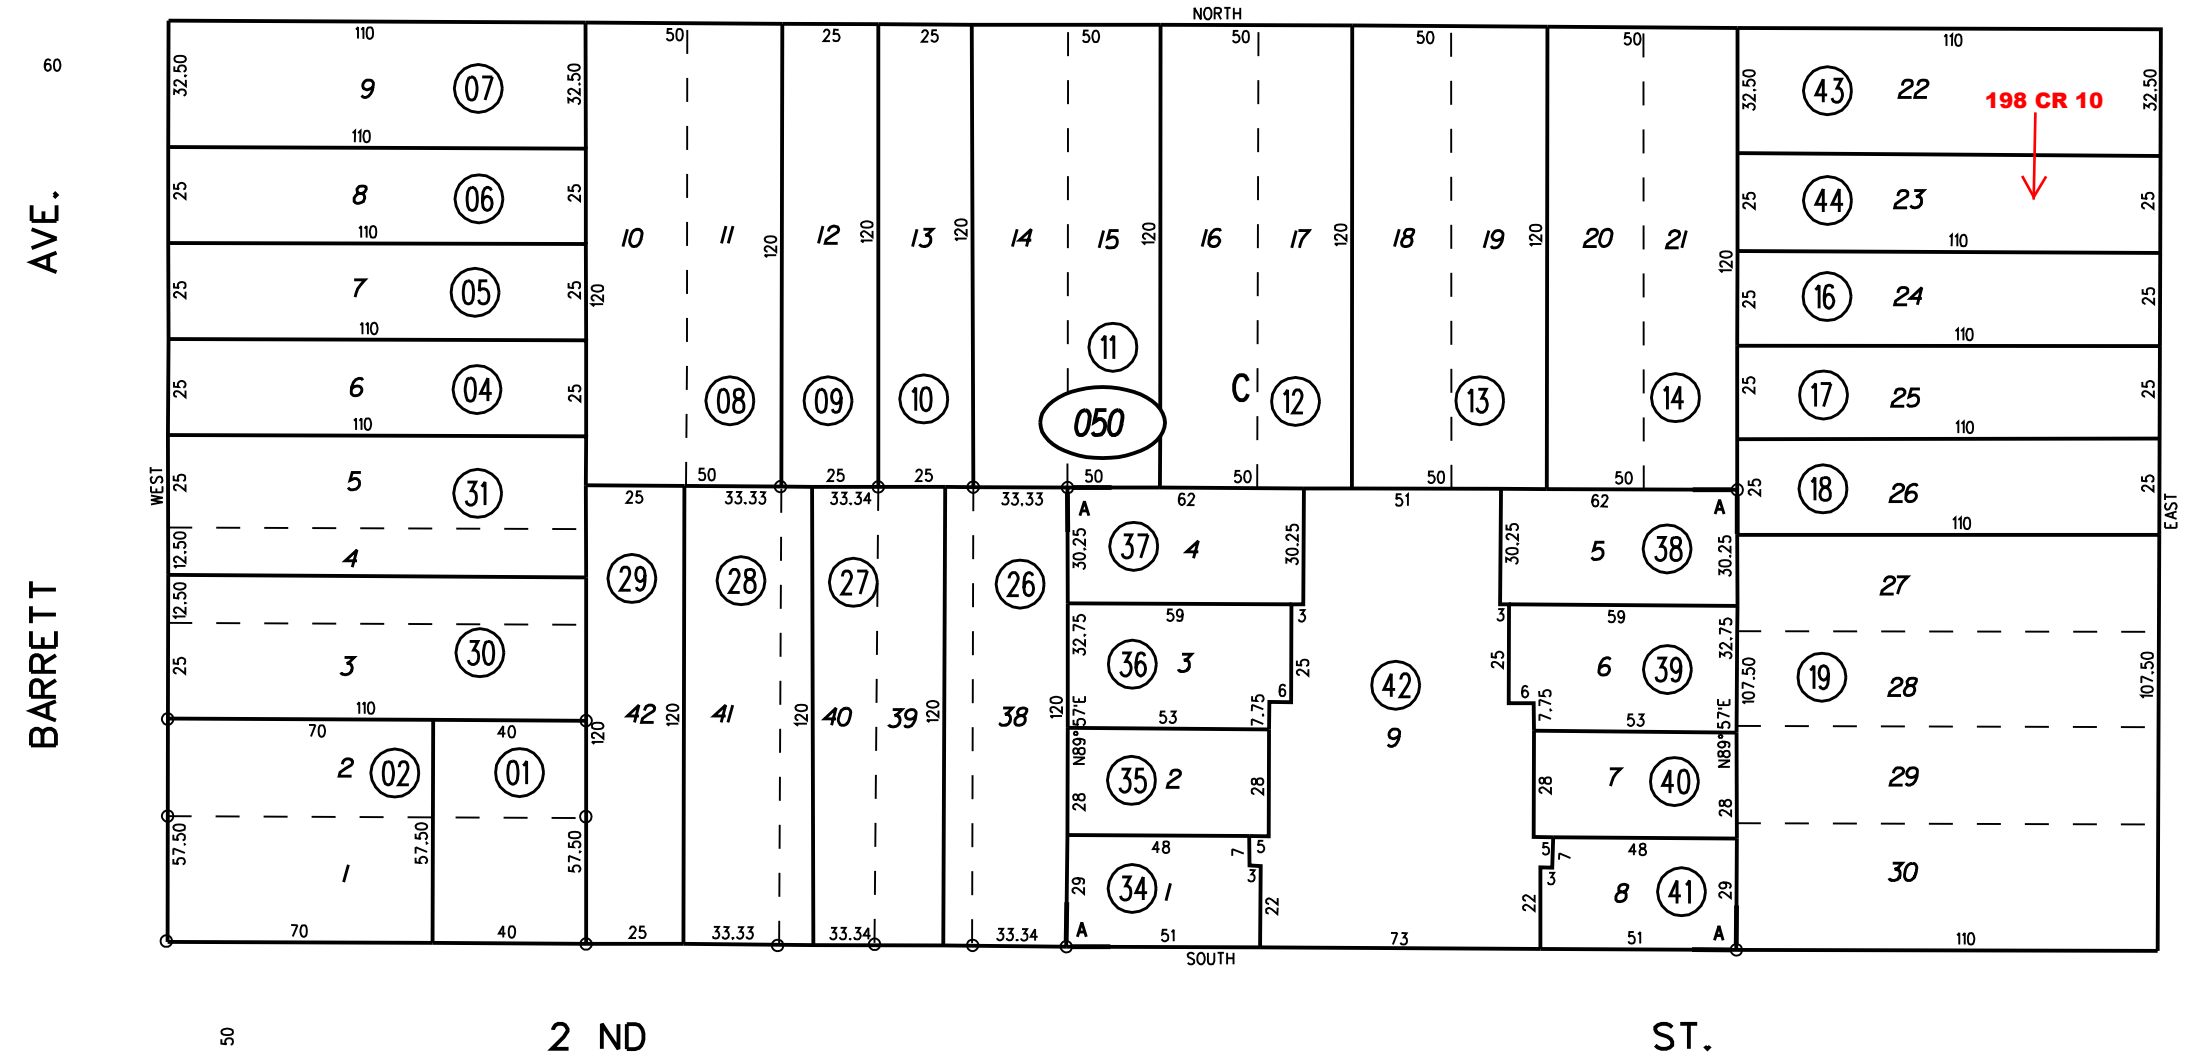 NORTH
60
110 50 25 25 50 50 50 50 110
32.50 9 07 32.50 32.50 43 22 198 CR 10 32.50
110
25 8 06 25 25 44 23 25
110 110
10 11 120 12 120 13 120 14 15 120 16 17 120 18 19 120 20 21 120
25 7 05 25 120 25 16 24 25
110 110
11
25 6 04 25 08 09 10 050 C 12 13 14 25 17 25 25
110 110
WEST 25 5 31 50 25 25 50 50 50 50 25 18 26 25 EAST
110
25 33.33 33.34 33.33 A 62 51 62 A
12.50 4 29 28 27 26 30.25 37 4 30.25 30.25 5 38 30.25 27
12.50 59 3 3 59
25 3 30 32.75 36 3 25 42 25 6 39 32.75 107.50 19 28 107.50
110 6 6
42 120 41 120 40 39 120 38 120 N89°57'E 53 7.75 9 7.75 53 N89°57'E
70 40 120
2 02 01 28 35 2 28 28 7 40 28 29
57.50 57.50 57.50 48 7 5 5 7 48
1 3 3 30
29 34 1 22 22 8 41 29
70 40 25 33.33 33.34 33.34 A 51 73 51 A 110
SOUTH
BARRETT AVE.
50 2 ND ST.